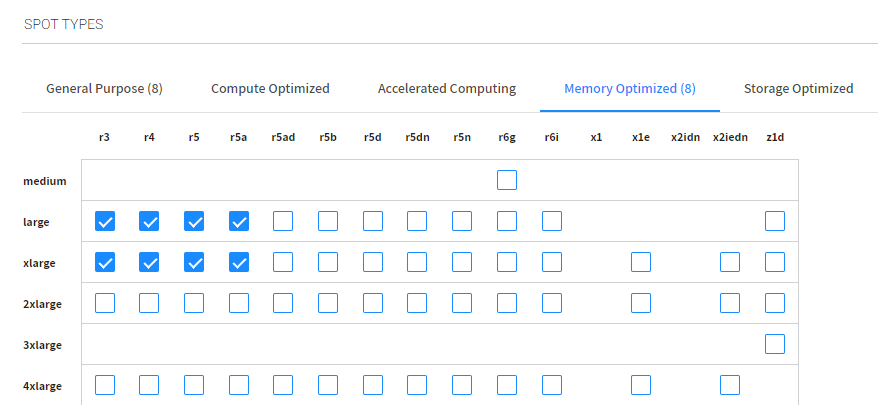 SPOT TYPES
General Purpose (8) Compute Optimized Accelerated Computing Memory Optimized (8) Storage Optimized
r3 r4 r5 r5a r5ad r5b r5d r5dn r5n r6g r6i x1 x1e x2idn x2iedn z1d
medium
large
xlarge
2xlarge
3xlarge
4xlarge